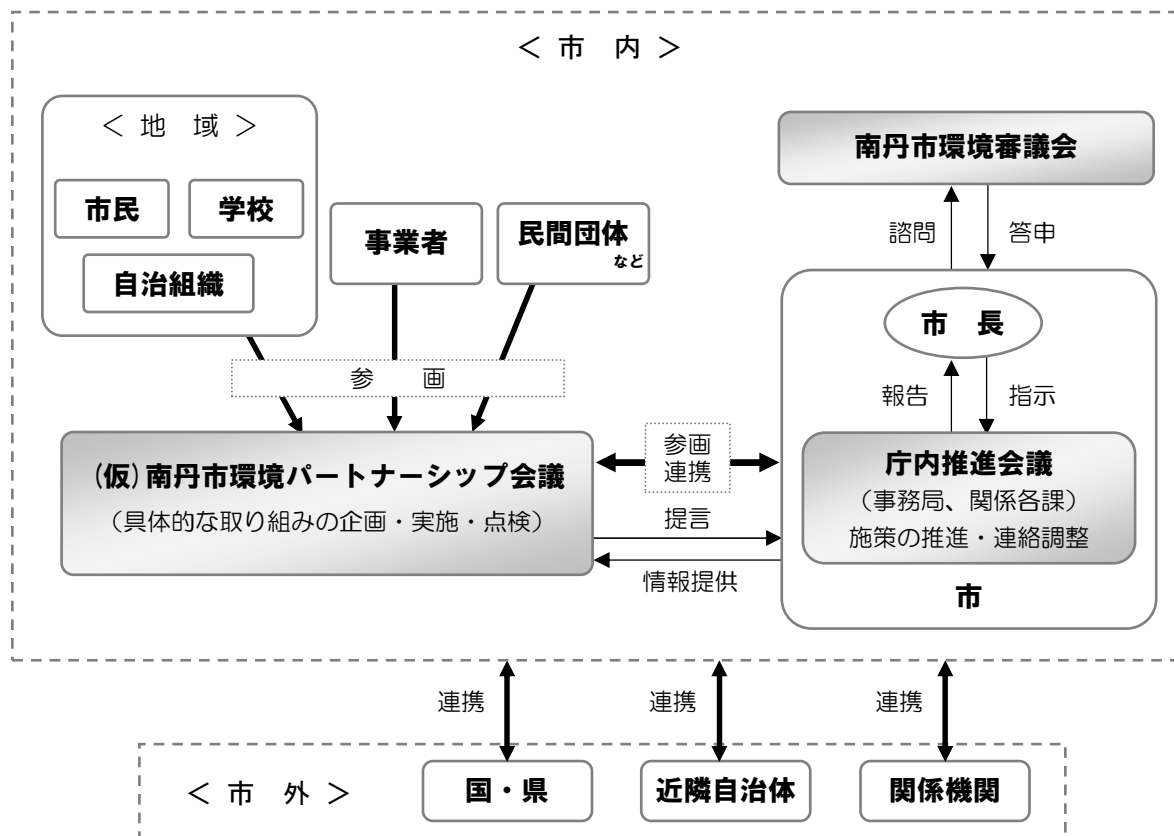 ＜ 市　内 ＞
＜ 地　域 ＞
市民
学校
自治組織
事業者
民間団体
など
南丹市環境審議会
諮問
答申
市　長
報告
指示
参　　画
(仮)南丹市環境パートナーシップ会議
（具体的な取り組みの企画・実施・点検）
参画
連携
提言
情報提供
庁内推進会議
（事務局、関係各課）
施策の推進・連絡調整
市
連携
連携
連携
＜ 市　外 ＞
国・県
近隣自治体
関係機関